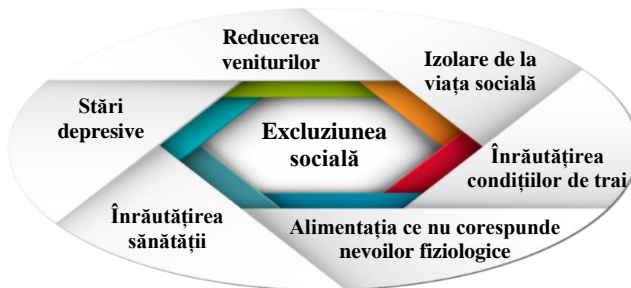 Reducerea
veniturilor
Izolare de la
viața socială
Stări
depresive
Excluziunea
socială
Înrăutățirea
condițiilor de trai
Înrăutățirea
sănătății
Alimentația ce nu corespunde
nevoilor fiziologice